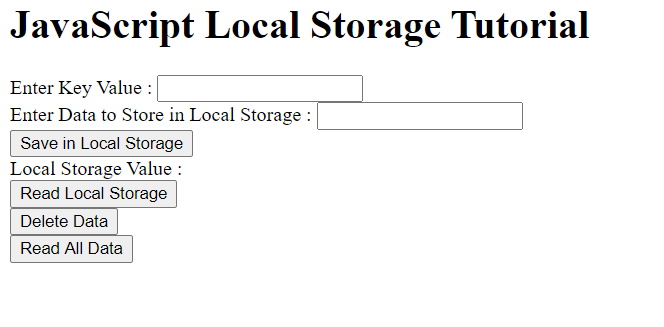 JavaScript Local Storage Tutorial
Enter Key Value :
Enter Data to Store in Local Storage :
Save in Local Storage
Local Storage Value :
Read Local Storage
Delete Data
Read All Data